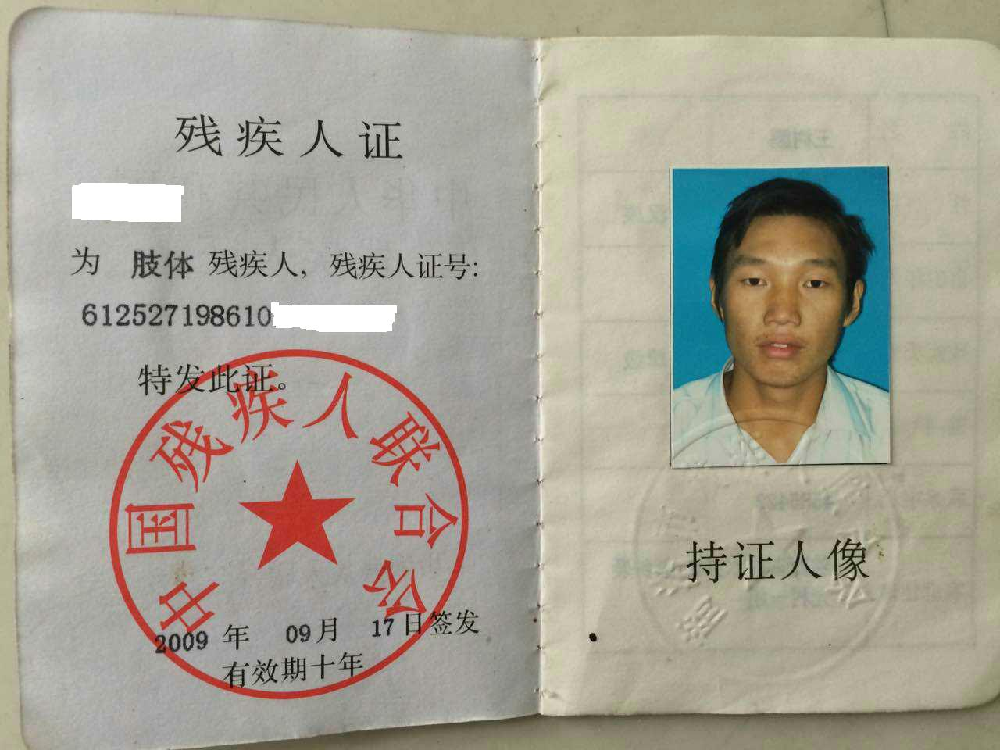 残疾人证
为 肢体 残疾人，残疾人证号:
612527198610
特发此证。
中国残疾人联合会
2009 年 09月 17日签发
有效期十年
持证人像